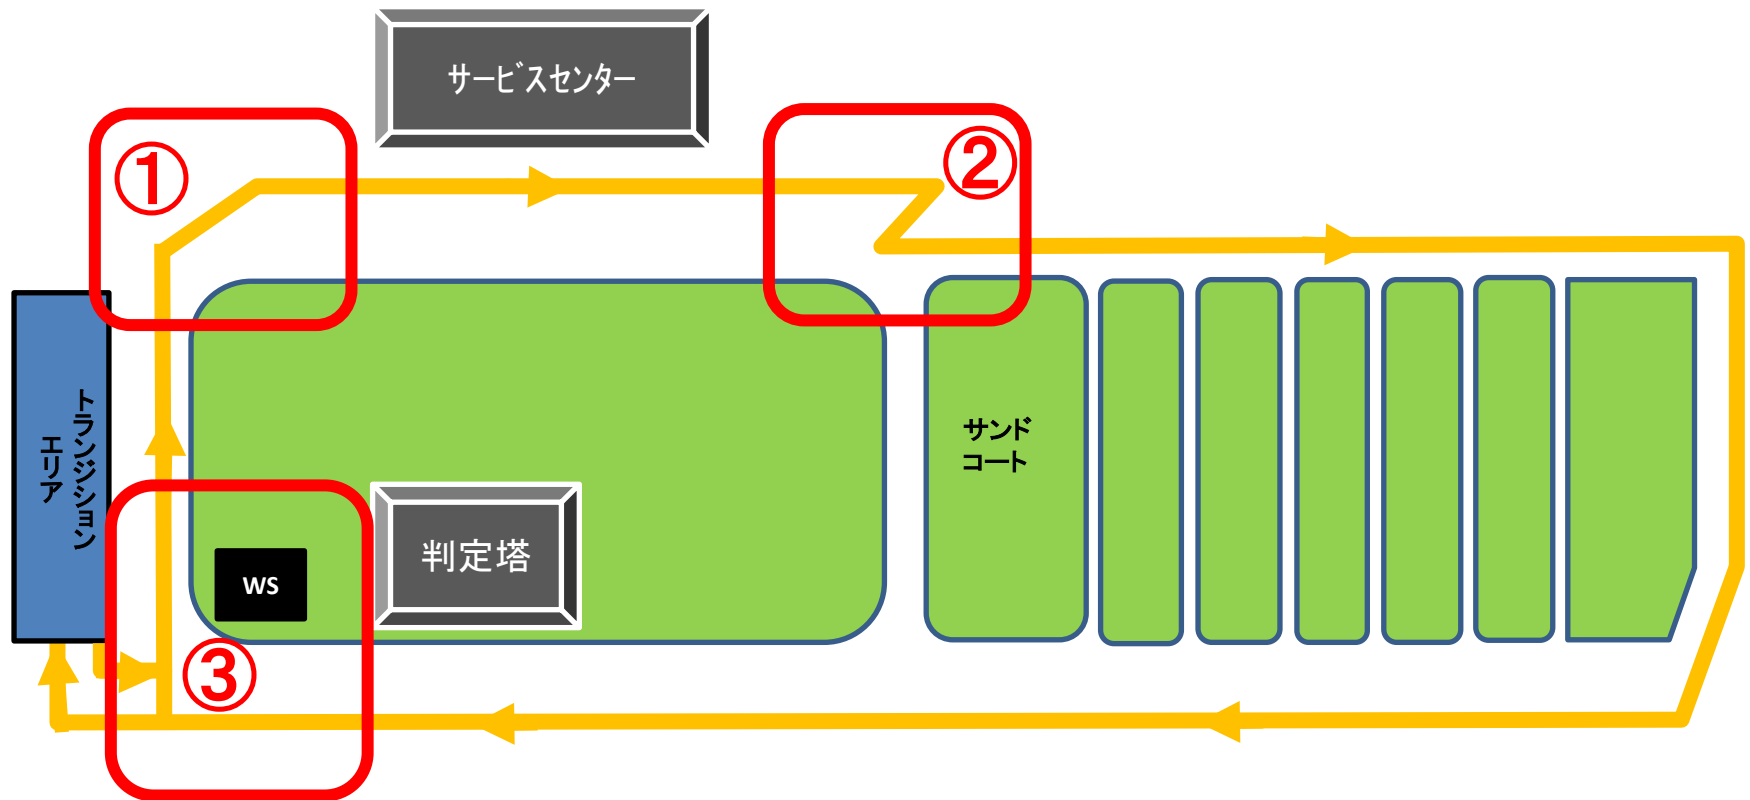 サービスセンター
①
②
トランジション
エリア
サンド
コート
判定塔
WS
③